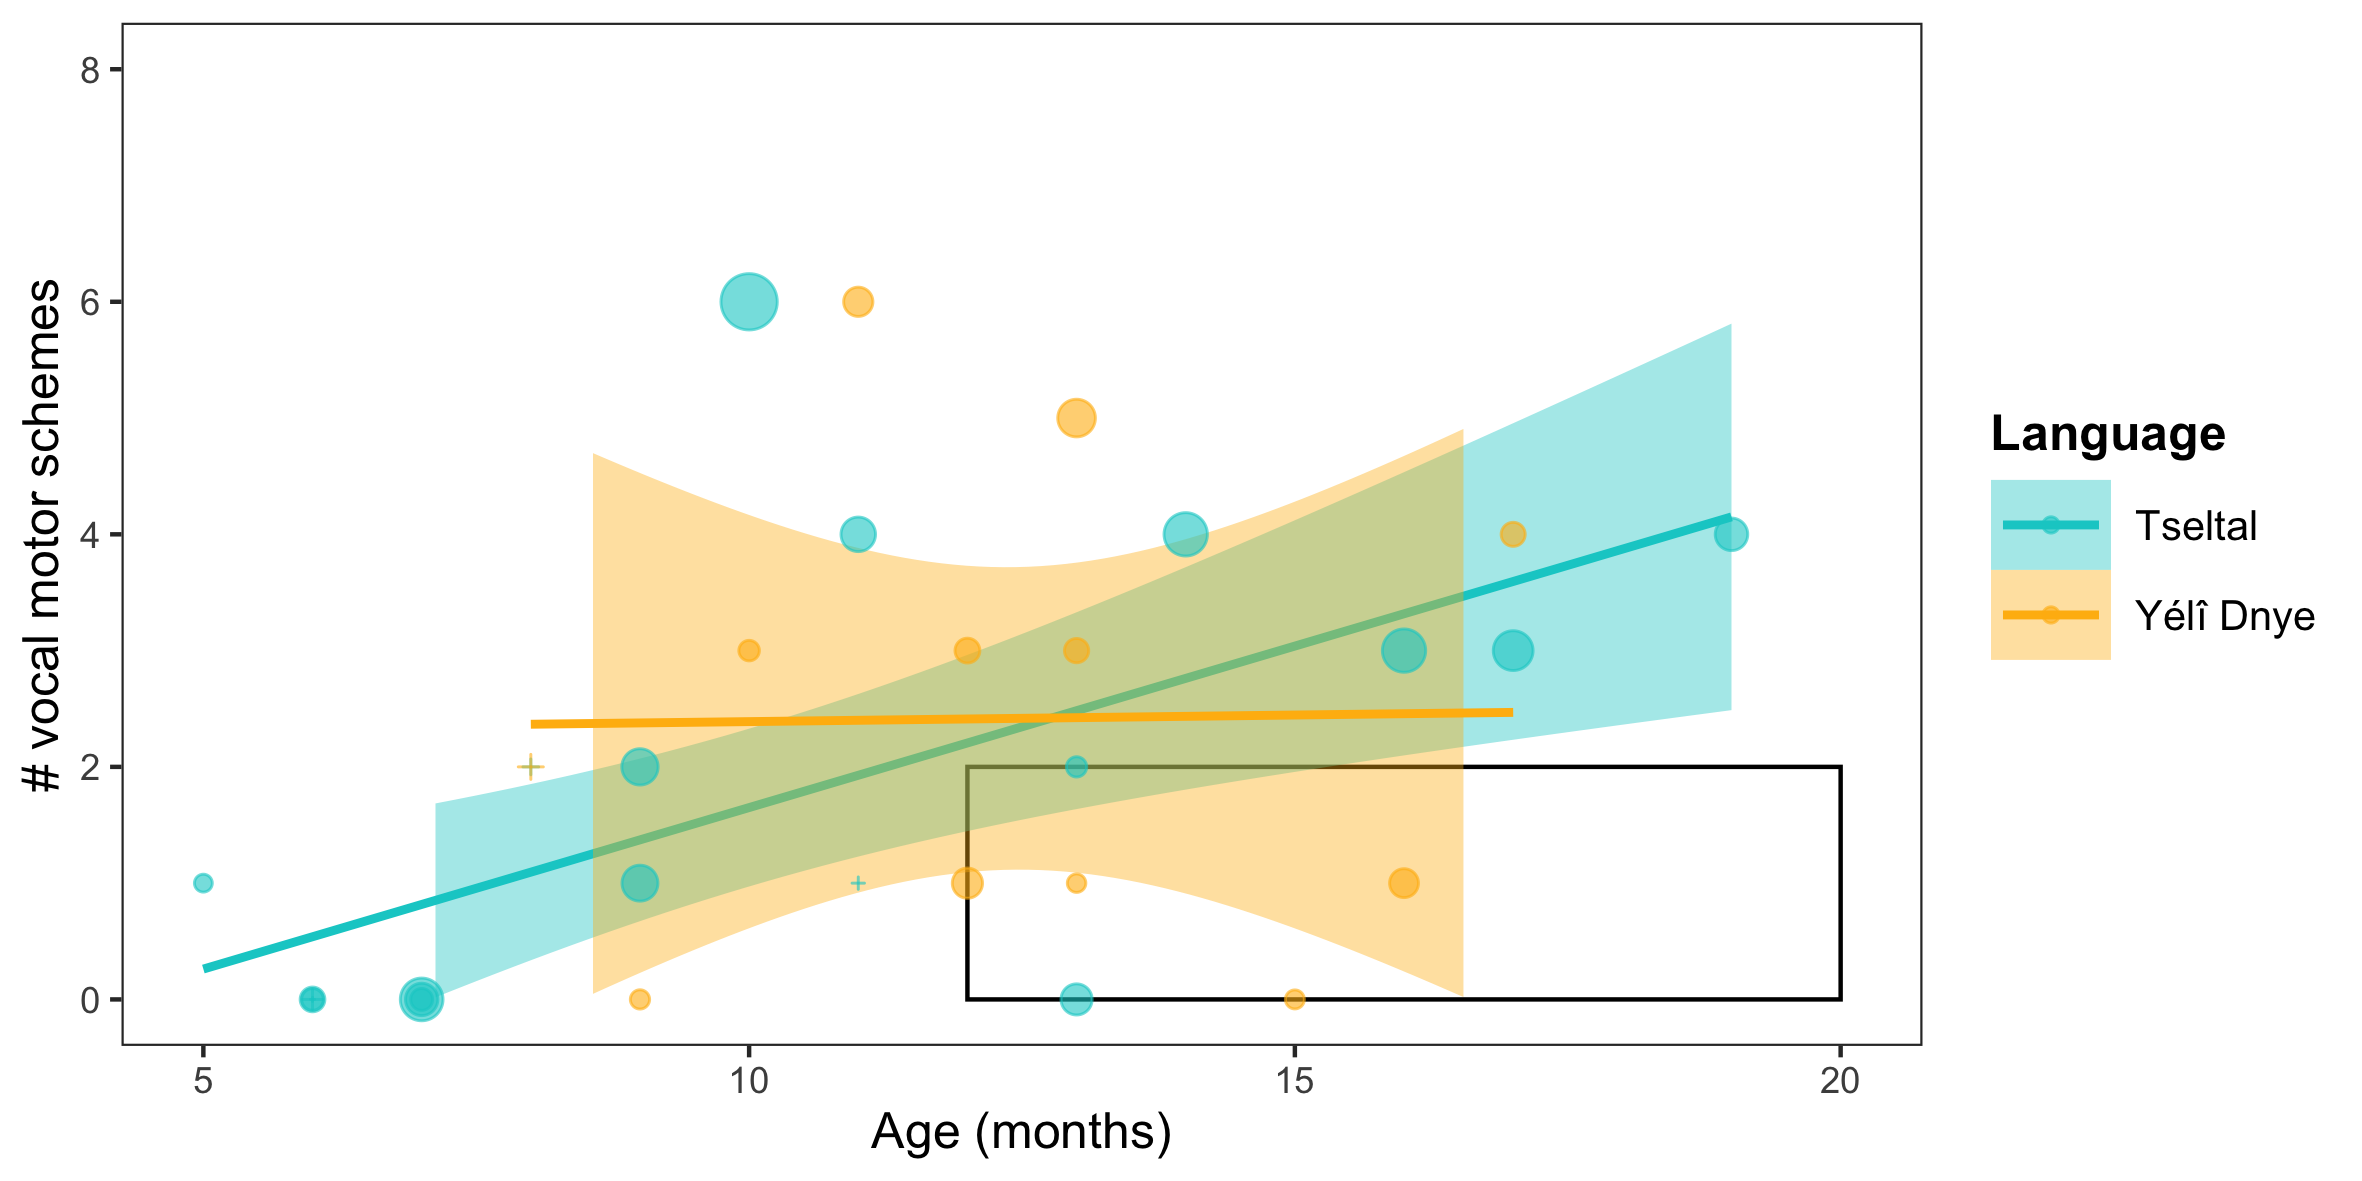 8
6
4
2
0
# vocal motor schemes
5 10 15 20
Age (months)
Language
Tseltal
Yélî Dnye